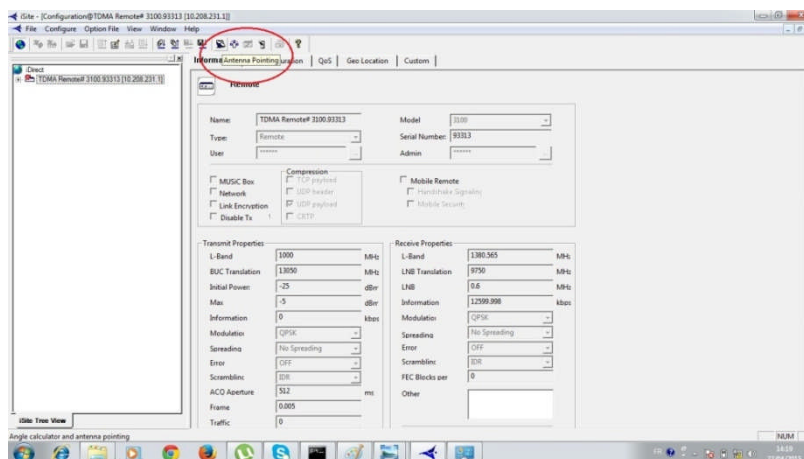 iSite - [Configuration@TDMA Remote# 3100.93313 [10.208.231.1]]
File Configure Option File View Window Help
Antenna Pointing
QoS Geo Location Custom
iDirect
TDMA Remote# 3100.93313 [10.208.231.1]
Remote
Name: TDMA Remote# 3100.93313 Model 3100
Type: Remote Serial Number: 93313
User ****** Admin ******
Compression
MUSiC Box TCP payload Mobile Remote
Network UDP header Handshake Signaling
Link Encryption UDP payload Mobile Security
Disable Tx CRTP
Transmit Properties Receive Properties
L-Band 1000 MHz L-Band 1380.565 MHz
BUC Translation 13050 MHz LNB Translation 9750 MHz
Initial Power: -25 dBm LNB 0.6 MHz
Max -5 dBm Information 12599.998 kbps
Information 0 kbps Modulation QPSK
Modulation QPSK Spreading No Spreading
Spreading No Spreading Error OFF
Error OFF Scrambling IDR
Scrambling IDR FEC Blocks per 0
ACQ Aperture 512 ms Other
Frame 0.005
Traffic 0
iSite Tree View
Angle calculator and antenna pointing NUM
14:19